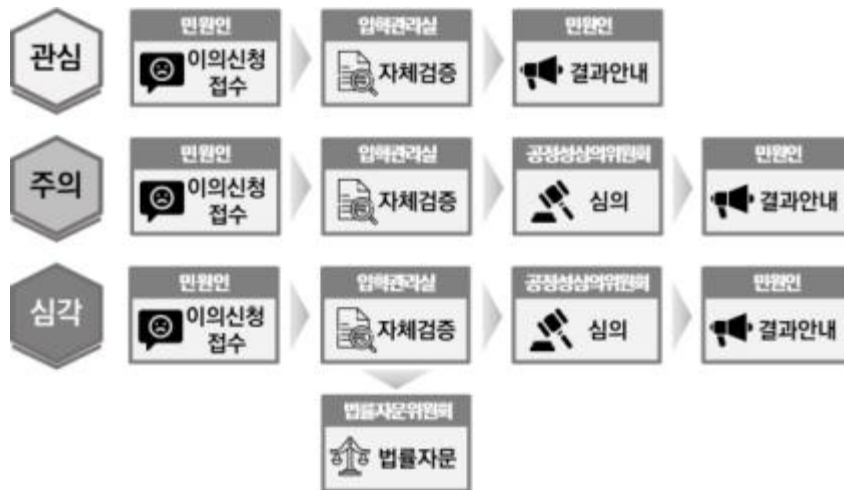 관심
민원인
이의신청
접수
입학관리실
자체검증
민원인
결과안내
주의
민원인
이의신청
접수
입학관리실
자체검증
공정성심의위원회
심의
민원인
결과안내
심각
민원인
이의신청
접수
입학관리실
자체검증
공정성심의위원회
심의
민원인
결과안내
법률자문위원회
법률자문